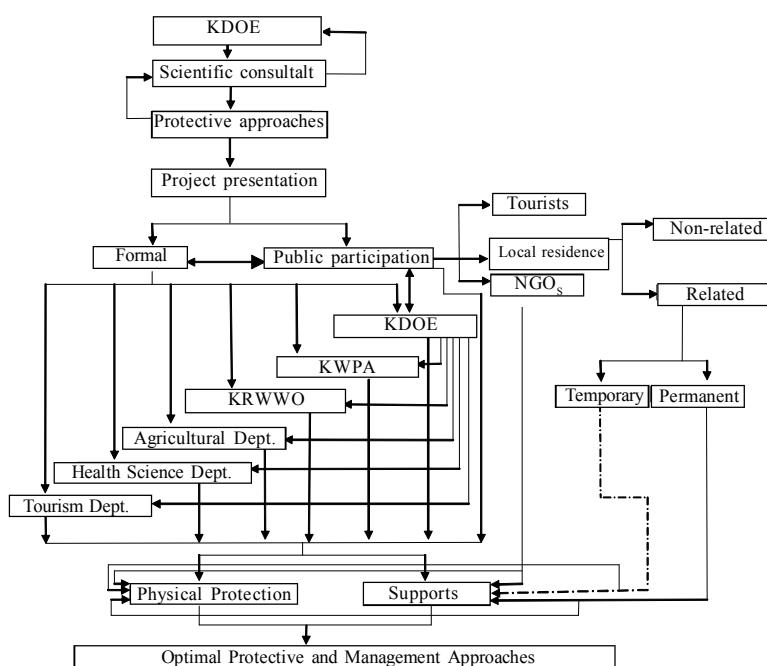 KDOE
Scientific consultalt
Protective approaches
Project presentation
Tourists
Non-related
Formal
Public participation
Local residence
NGOs
Related
KDOE
KWPA
Temporary
Permanent
KRWWO
Agricultural Dept.
Health Science Dept.
Tourism Dept.
Physical Protection
Supports
Optimal Protective and Management Approaches